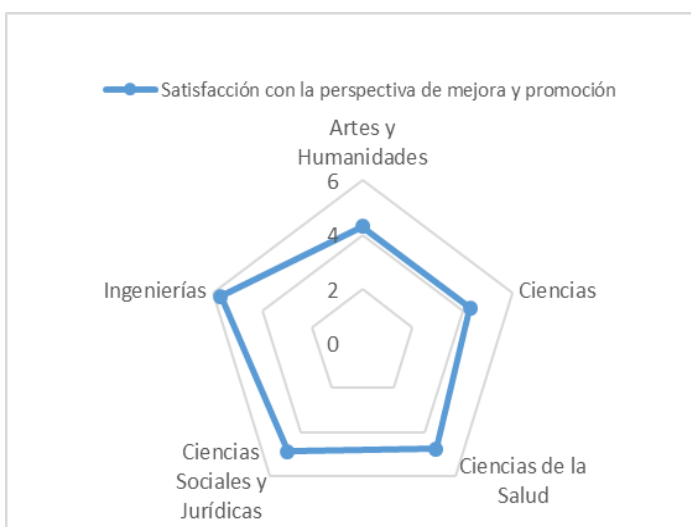 Satisfacción con la perspectiva de mejora y promoción
Artes y
Humanidades
6
4
2
0
Ingenierías
Ciencias
Ciencias
Sociales y
Jurídicas
Ciencias de la
Salud